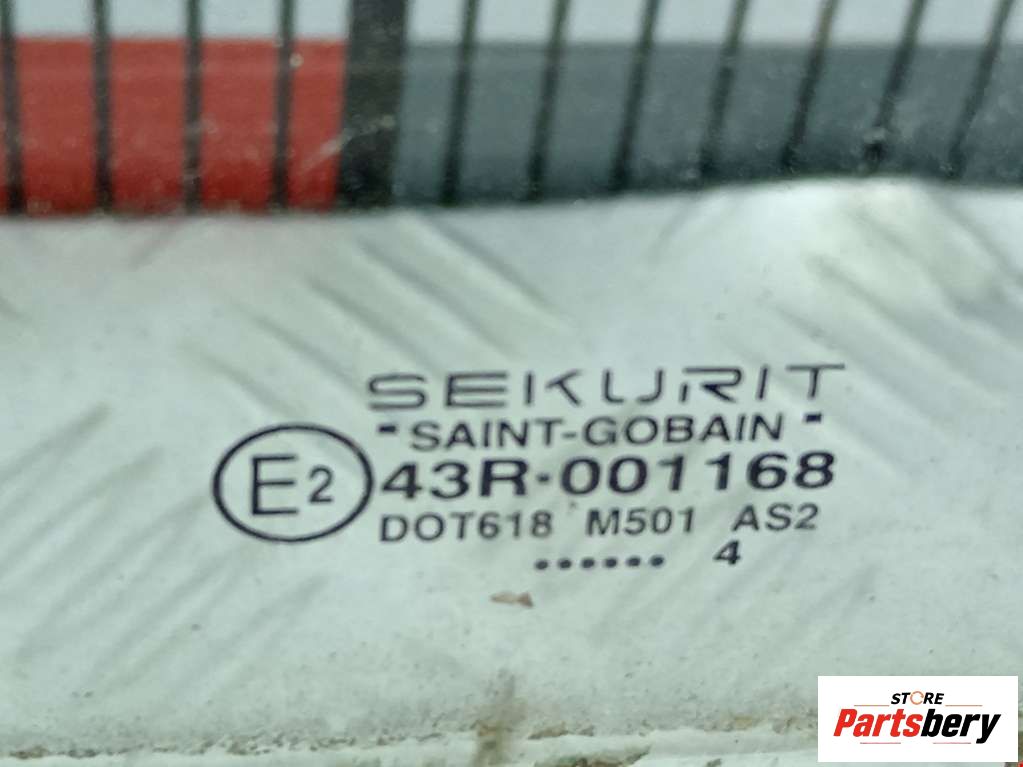 SEKURIT
- SAINT-GOBAIN -
E2 43R-001168
DOT618 M501 AS2
...... 4
STORE
Partsbery